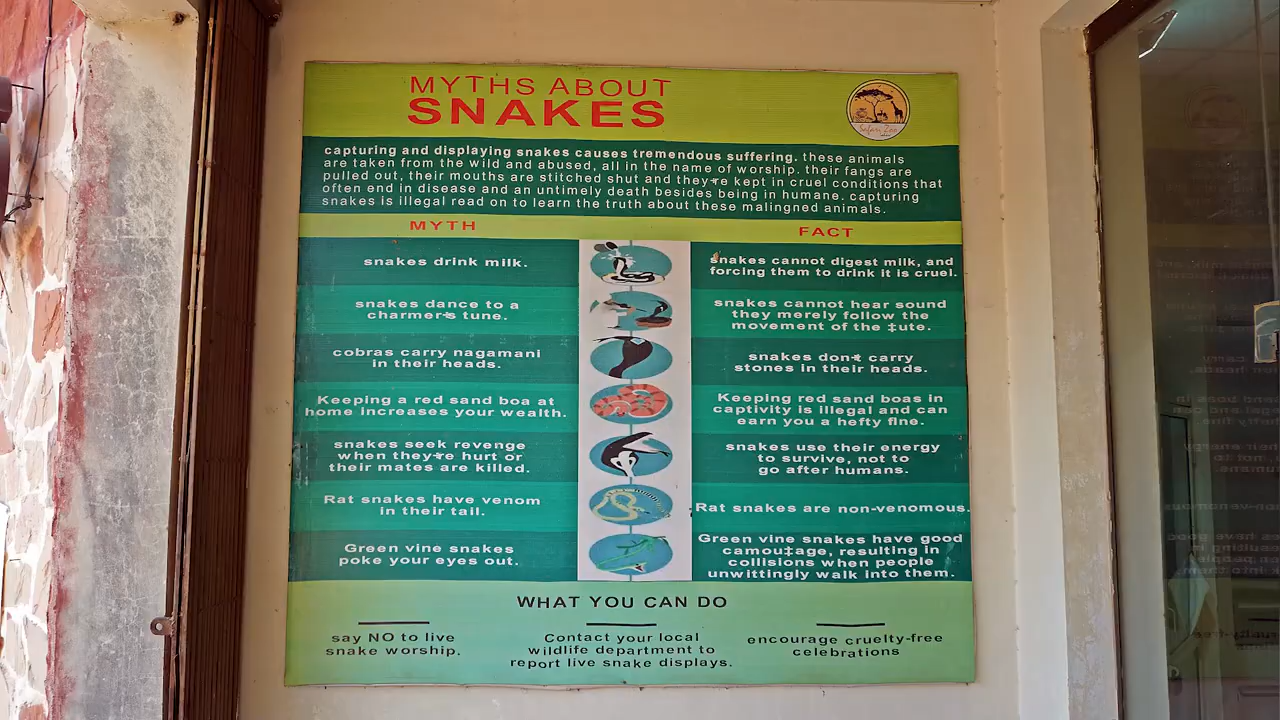 MYTHS ABOUT
SNAKES
Safari Zoo
capturing and displaying snakes causes tremendous suffering. these animals
are taken from the wild and abused, all in the name of worship. their fangs are
pulled out, their mouths are stitched shut and they‡re kept in cruel conditions that
often end in disease and an untimely death besides being in humane. capturing
snakes is illegal read on to learn the truth about these malingned animals.
MYTH
FACT
snakes drink milk.
snakes cannot digest milk, and
forcing them to drink it is cruel.
snakes dance to a
charmer‡s tune.
snakes cannot hear sound
they merely follow the
movement of the ‡ute.
cobras carry nagamani
in their heads.
snakes don‡t carry
stones in their heads.
Keeping a red sand boa at
home increases your wealth.
Keeping red sand boas in
captivity is illegal and can
earn you a hefty fine.
snakes seek revenge
when they‡re hurt or
their mates are killed.
snakes use their energy
to survive, not to
go after humans.
Rat snakes have venom
in their tail.
Rat snakes are non-venomous.
Green vine snakes
poke your eyes out.
Green vine snakes have good
camou‡age, resulting in
collisions when people
unwittingly walk into them.
WHAT YOU CAN DO
say NO to live
snake worship.
Contact your local
wildlife department to
report live snake displays.
encourage cruelty-free
celebrations